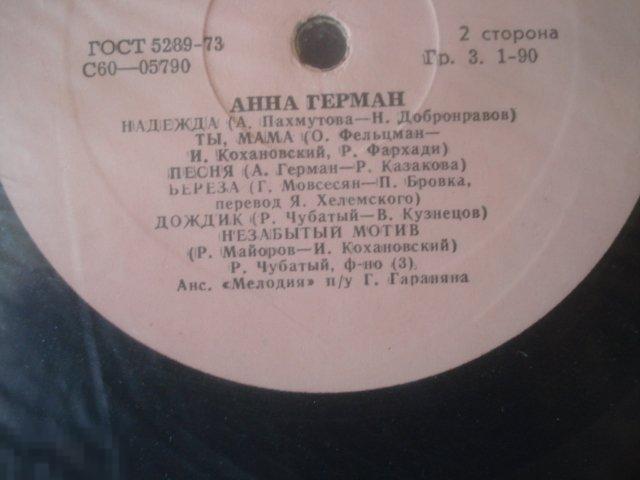 ГОСТ 5289-73
2 сторона
С60—05790
Гр. 3. 1-90
АННА ГЕРМАН
НАДЕЖДА (А. Пахмутова—Н. Добронравов)
ТЫ, МАМА (О. Фельцман—
И. Кохановский, Р. Фархади)
ПЕСНЯ (А. Герман—Р. Казакова)
БЕРЕЗА (Г. Мовсесян—П. Бровка,
перевод Я. Хелемского)
ДОЖДИК (Р. Чубатый—В. Кузнецов)
НЕЗАБЫТЫЙ МОТИВ
(Р. Майоров—И. Кохановский)
Р. Чубатый, ф-но (3).
Анс. «Мелодия» п/у Г. Гараняна